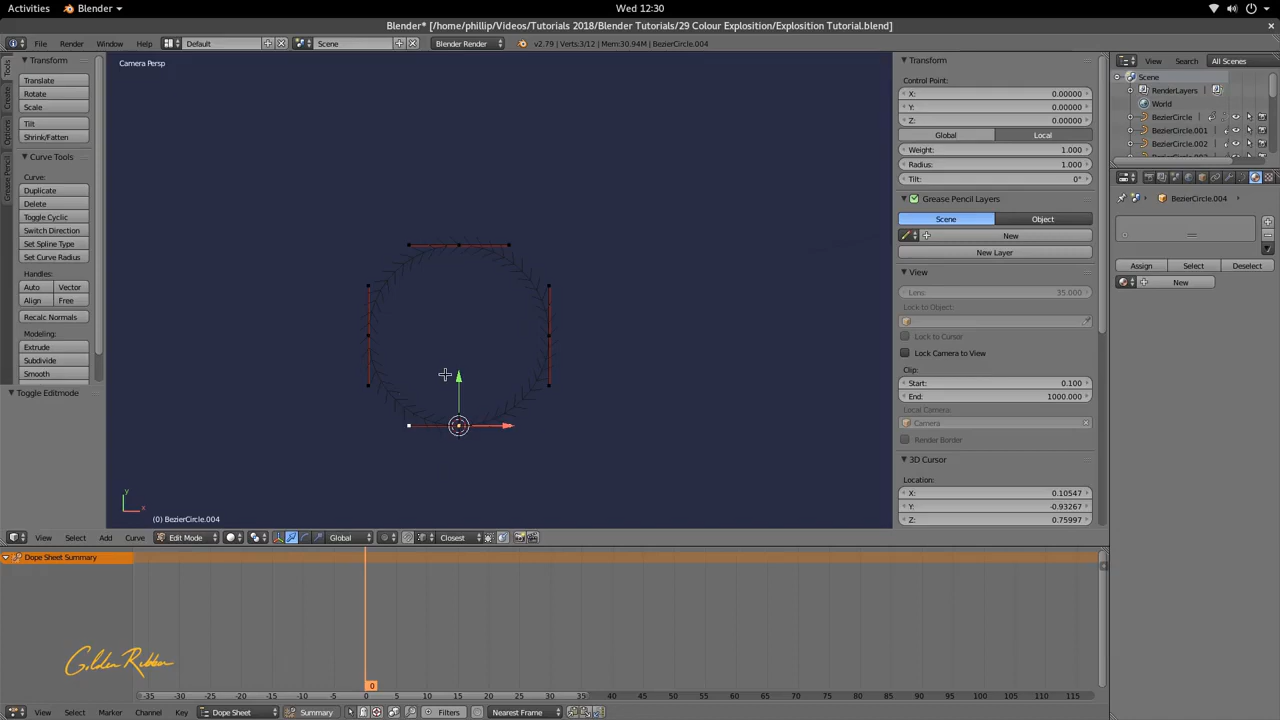 Activities Blender Wed 12:30
Blender* [/home/phillip/Videos/Tutorials 2018/Blender Tutorials/29 Colour Exposition/Explosition Tutorial.blend]
File Render Window Help Default Scene Blender Render v2.79 | Verts:3/12 | Mem:30.94M | BezierCircle.004
Tools
Create
Options
Grease Pencil
Transform
Translate
Rotate
Scale
Tilt
Shrink/Fatten
Curve Tools
Curve:
Duplicate
Delete
Toggle Cyclic
Switch Direction
Set Spline Type
Set Curve Radius
Handles:
Auto Vector
Align Free
Recalc Normals
Modeling:
Extrude
Subdivide
Smooth
Toggle Editmode
Camera Persp
y
x
(0) BezierCircle.004
Transform
Control Point:
X: 0.00000
Y: 0.00000
Z: 0.00000
Global Local
Weight: 1.000
Radius: 1.000
Tilt: 0°
Grease Pencil Layers
Scene Object
New
New Layer
View
Lens: 35.000
Lock to Object:
Lock to Cursor
Lock Camera to View
Clip:
Start: 0.100
End: 1000.000
Local Camera:
Camera
Render Border
3D Cursor
Location:
X: 0.10547
Y: -0.93267
Z: 0.75997
View Search All Scenes
Scene
RenderLayers
World
BezierCircle
BezierCircle.001
BezierCircle.002
BezierCircle.004
Assign Select Deselect
New
View Select Add Curve Edit Mode Global Closest
Dope Sheet Summary
Golden Ribbon
0
-35 -30 -25 -20 -15 -10 -5 0 5 10 15 20 25 30 35 40 45 50 55 60 65 70 75 80 85 90 95 100 105 110 115
View Select Marker Channel Key Dope Sheet Summary Filters Nearest Frame